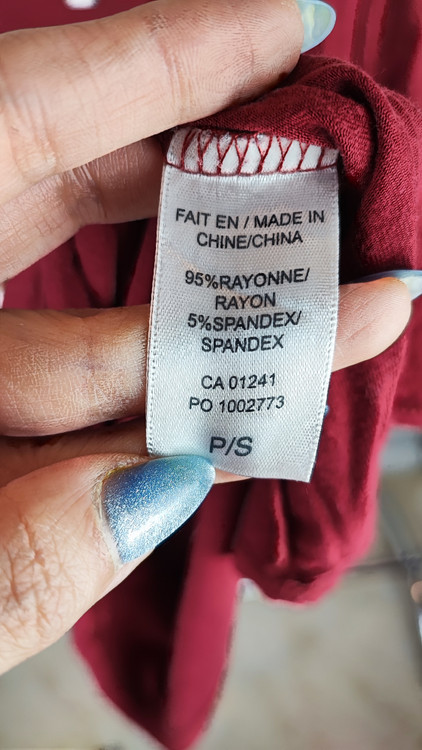 FAIT EN / MADE IN
CHINE/CHINA
95%RAYONNE/
RAYON
5%SPANDEX/
SPANDEX
CA 01241
PO 1002773
P/S